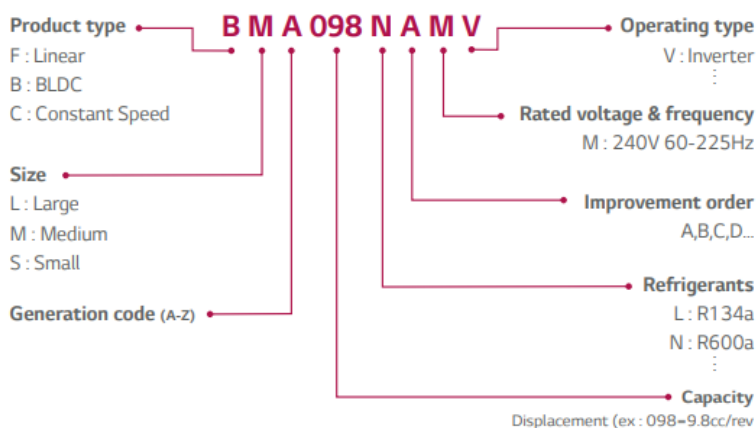 BMA098NAMV
Product type
F : Linear
B : BLDC
C : Constant Speed
Size
L : Large
M : Medium
S : Small
Generation code (A-Z)
Operating type
V : Inverter
⋮
Rated voltage & frequency
M : 240V 60-225Hz
Improvement order
A,B,C,D...
Refrigerants
L : R134a
N : R600a
⋮
Capacity
Displacement (ex : 098=9.8cc/rev